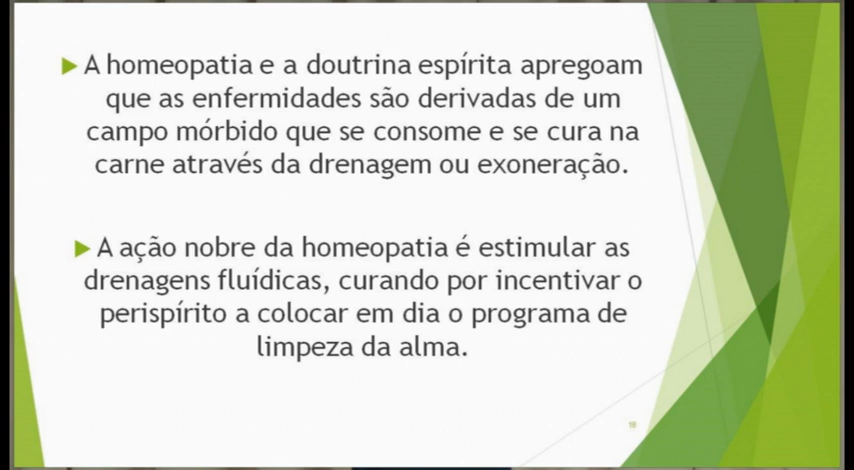 A homeopatia e a doutrina espírita apregoam
que as enfermidades são derivadas de um
campo mórbido que se consome e se cura na
carne através da drenagem ou exoneração.
A ação nobre da homeopatia é estimular as
drenagens fluídicas, curando por incentivar o
perispírito a colocar em dia o programa de
limpeza da alma.